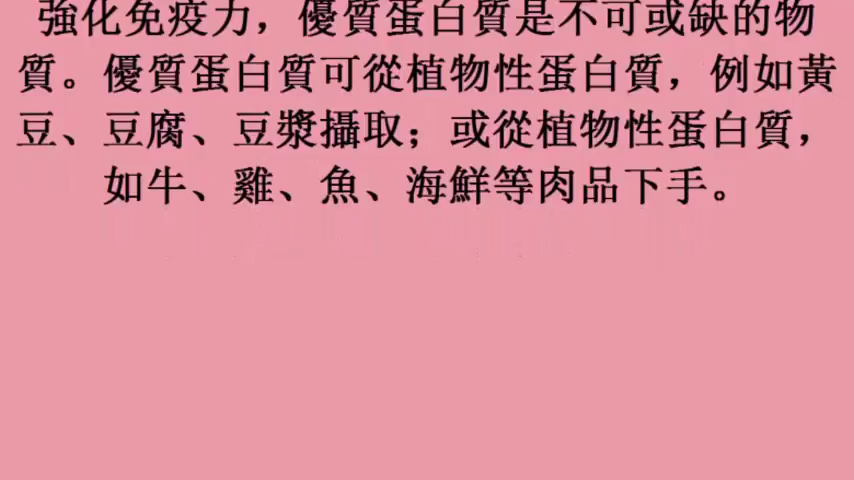 強化免疫力，優質蛋白質是不可或缺的物
質。優質蛋白質可從植物性蛋白質，例如黃
豆、豆腐、豆漿攝取；或從植物性蛋白質，
如牛、雞、魚、海鮮等肉品下手。